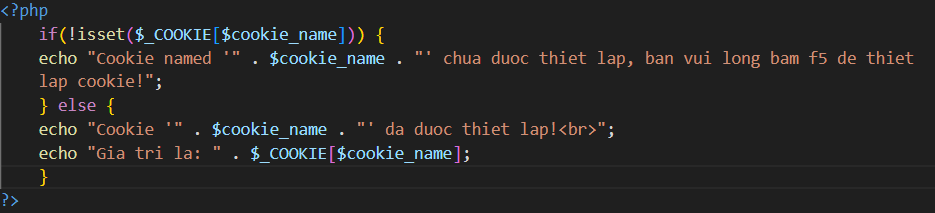 <?php
if(!isset($_COOKIE[$cookie_name])) {
echo "Cookie named '" . $cookie_name . "' chua duoc thiet lap, ban vui long bam f5 de thiet
lap cookie!";
} else {
echo "Cookie '" . $cookie_name . "' da duoc thiet lap!<br>";
echo "Gia tri la: " . $_COOKIE[$cookie_name];
}
?>